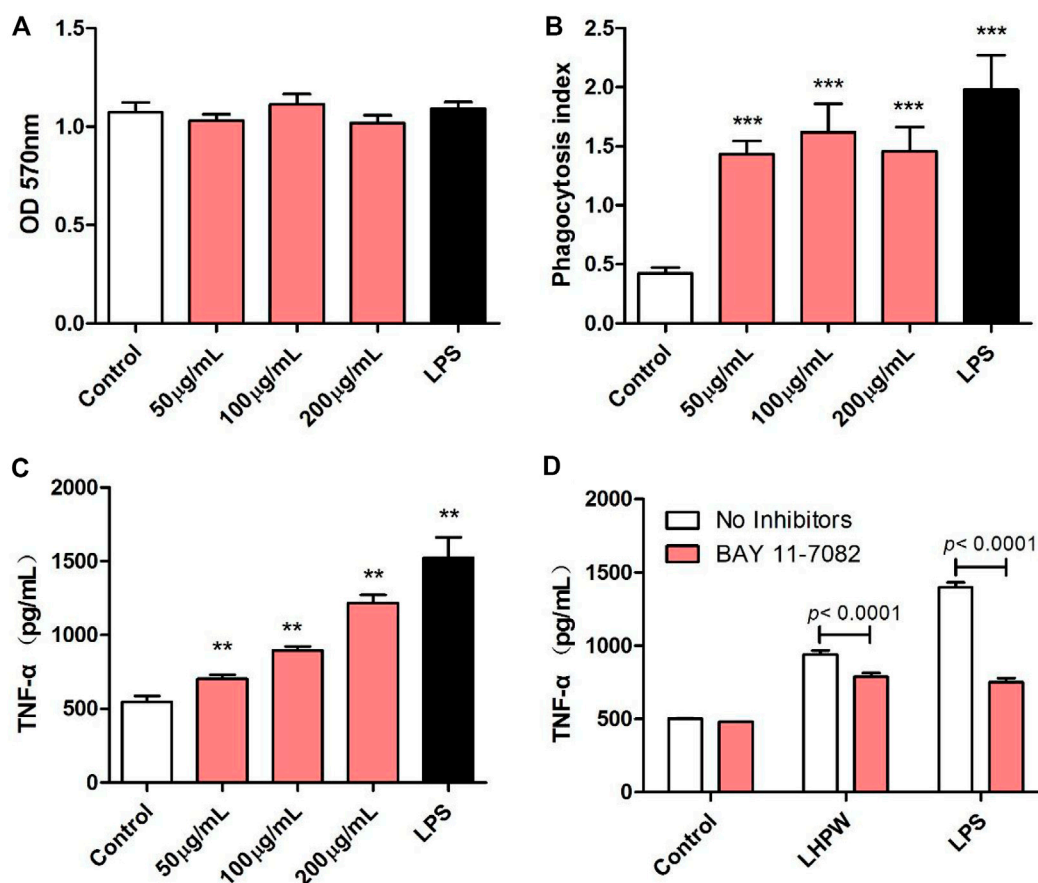 A
OD 570nm
1.5
1.0
0.5
0.0
Control
50μg/mL
100μg/mL
200μg/mL
LPS
B
Phagocytosis index
2.5
2.0
1.5
1.0
0.5
0.0
***
***
***
***
Control
50μg/mL
100μg/mL
200μg/mL
LPS
C
TNF-α（pg/mL）
2000
1500
1000
500
0
**
**
**
**
Control
50μg/mL
100μg/mL
200μg/mL
LPS
D
TNF-α（pg/mL）
2000
1500
1000
500
0
No Inhibitors
BAY 11-7082
p< 0.0001
p< 0.0001
Control
LHPW
LPS